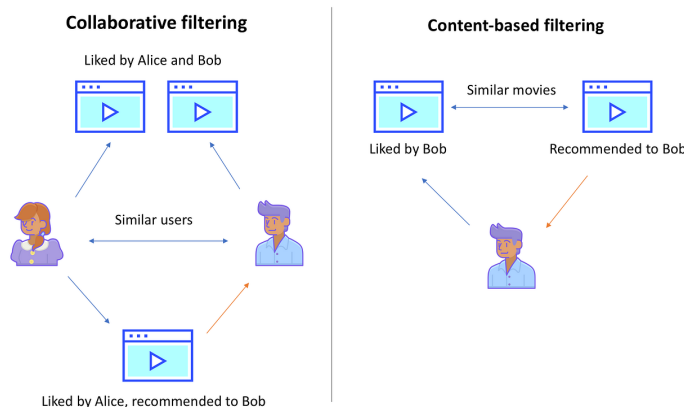 Collaborative filtering
Liked by Alice and Bob
Similar users
Liked by Alice, recommended to Bob
Content-based filtering
Similar movies
Liked by Bob
Recommended to Bob